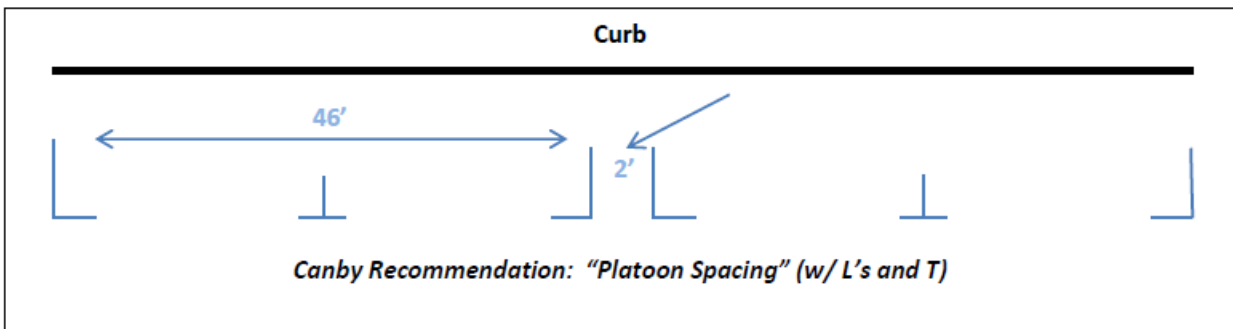 Curb
46’
2’
Canby Recommendation:  “Platoon Spacing” (w/ L’s and T)